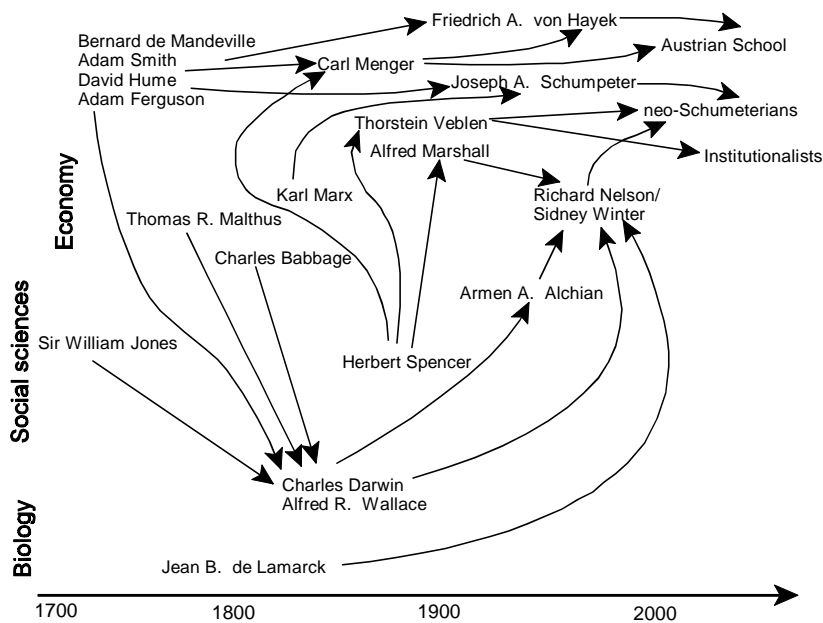 Friedrich A. von Hayek
Bernard de Mandeville
Adam Smith
David Hume
Adam Ferguson
Carl Menger
Austrian School
Joseph A. Schumpeter
neo-Schumeterians
Thorstein Veblen
Alfred Marshall
Institutionalists
Karl Marx
Richard Nelson/
Sidney Winter
Thomas R. Malthus
Charles Babbage
Armen A. Alchian
Sir William Jones
Herbert Spencer
Charles Darwin
Alfred R. Wallace
Jean B. de Lamarck
Economy
Social sciences
Biology
1700
1800
1900
2000